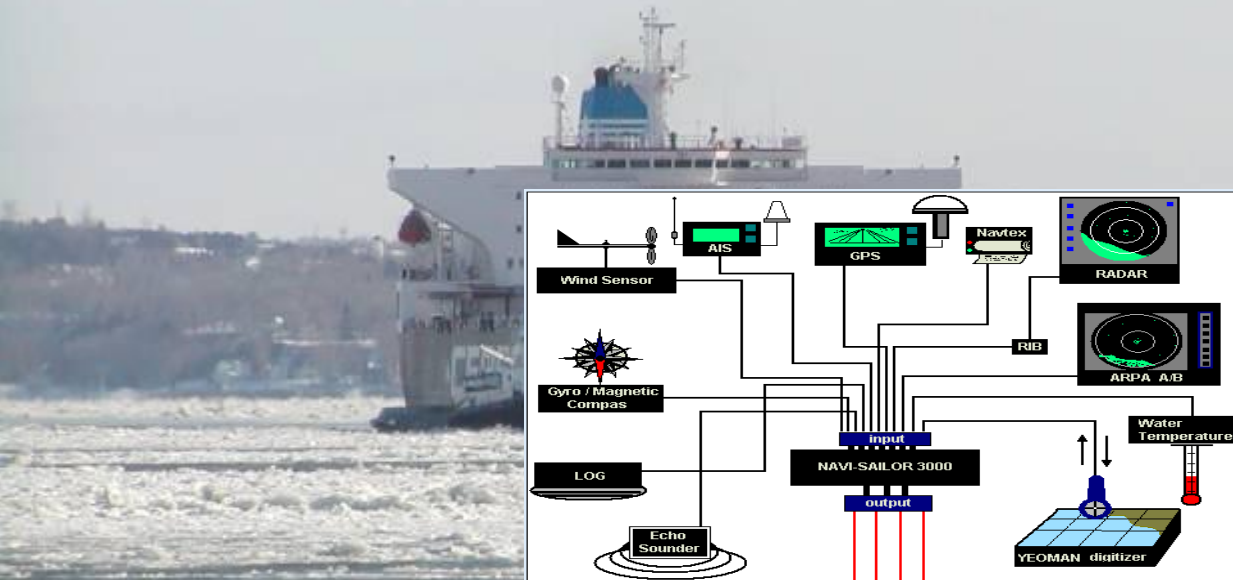 AIS
GPS
Navtex
RADAR
Wind Sensor
RIB
ARPA A/B
Gyro / Magnetic
Compas
Water
Temperature
input
NAVI-SAILOR 3000
LOG
output
Echo
Sounder
YEOMAN digitizer